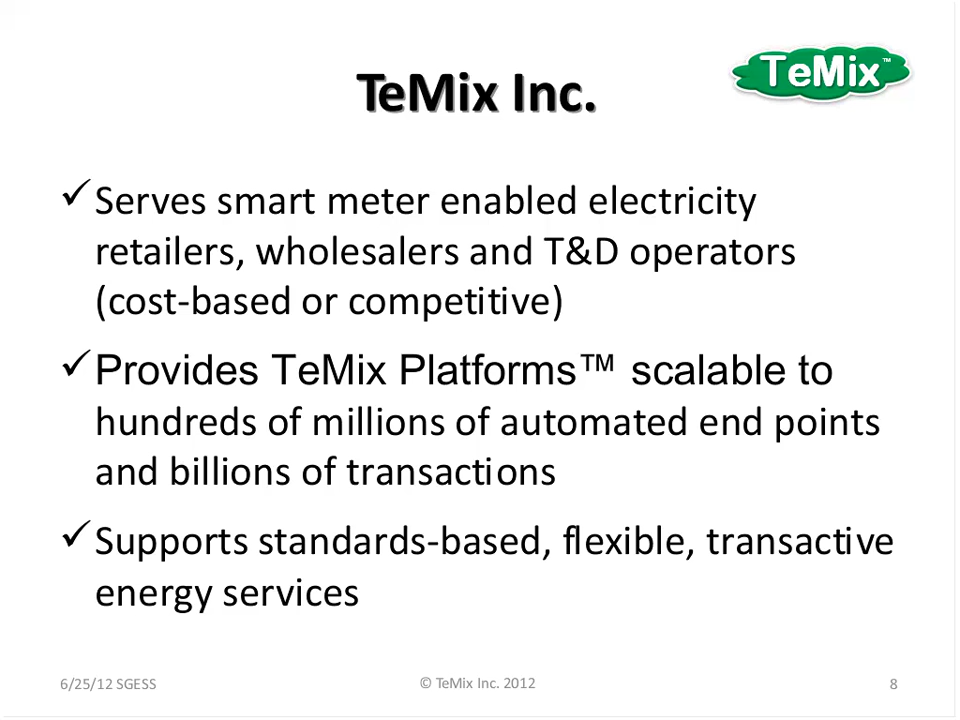 TeMix Inc.
TeMix™
✓Serves smart meter enabled electricity
retailers, wholesalers and T&D operators
(cost-based or competitive)
✓Provides TeMix Platforms™ scalable to
hundreds of millions of automated end points
and billions of transactions
✓Supports standards-based, flexible, transactive
energy services
6/25/12 SGESS
© TeMix Inc. 2012
8